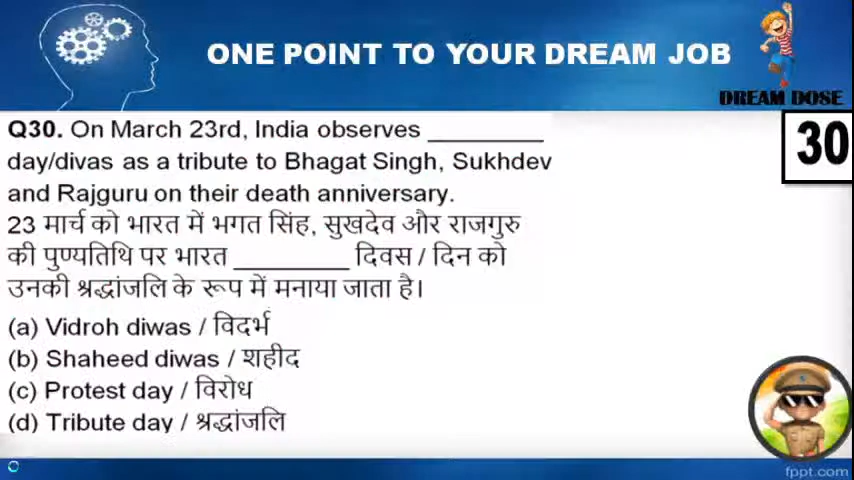 ONE POINT TO YOUR DREAM JOB
DREAM DOSE
Q30. On March 23rd, India observes _________
day/divas as a tribute to Bhagat Singh, Sukhdev
and Rajguru on their death anniversary.
30
23 मार्च को भारत में भगत सिंह, सुखदेव और राजगुरु
की पुण्यतिथि पर भारत _________ दिवस / दिन को
उनकी श्रद्धांजलि के रूप में मनाया जाता है।
(a) Vidroh diwas / विदर्भ
(b) Shaheed diwas / शहीद
(c) Protest day / विरोध
(d) Tribute day / श्रद्धांजलि
fppt.com